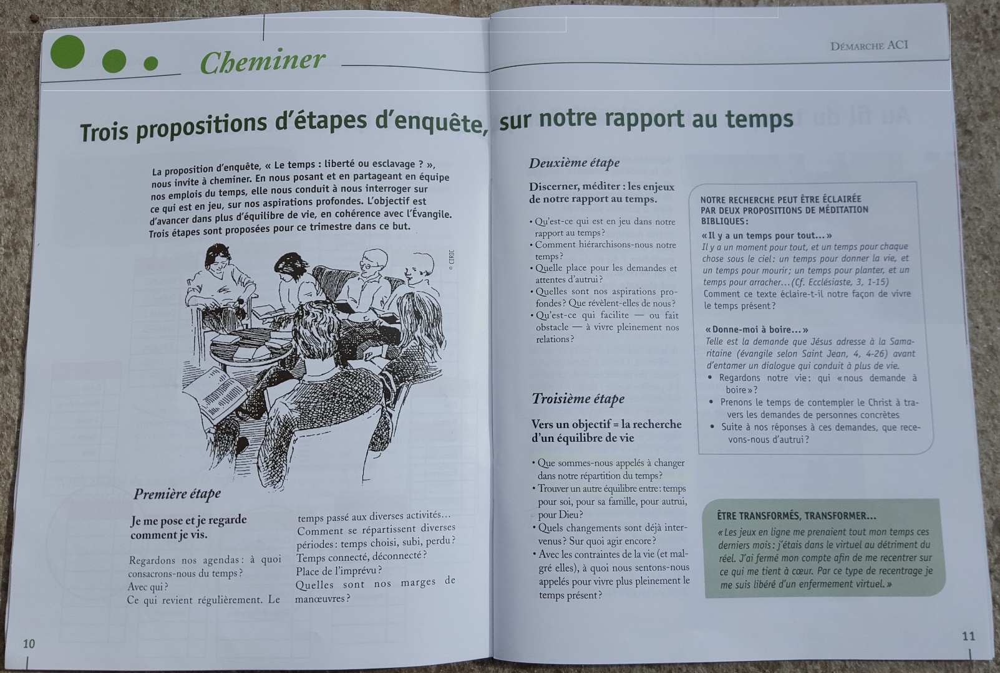 Cheminer
DÉMARCHE ACI
Trois propositions d'étapes d'enquête, sur notre rapport au temps
La proposition d'enquête, « Le temps : liberté ou esclavage ? »,
nous invite à cheminer. En nous posant et en partageant en équipe
nos emplois du temps, elle nous conduit à nous interroger sur
ce qui est en jeu, sur nos aspirations profondes. L'objectif est
d'avancer dans plus d'équilibre de vie, en cohérence avec l'Évangile.
Trois étapes sont proposées pour ce trimestre dans ce but.
© CIRIC
Première étape
Je me pose et je regarde
comment je vis.
Regardons nos agendas : à quoi
consacrons-nous du temps ?
Avec qui ?
Ce qui revient régulièrement. Le
temps passé aux diverses activités…
Comment se répartissent diverses
périodes : temps choisi, subi, perdu ?
Temps connecté, déconnecté ?
Place de l'imprévu ?
Quelles sont nos marges de
manœuvres ?
10
Deuxième étape
Discerner, méditer : les enjeux
de notre rapport au temps.
• Qu'est-ce qui est en jeu dans notre
rapport au temps ?
• Comment hiérarchisons-nous notre
temps ?
• Quelle place pour les demandes et
attentes d'autrui ?
• Quelles sont nos aspirations pro-
fondes ? Que révèlent-elles de nous ?
• Qu'est-ce qui facilite — ou fait
obstacle — à vivre pleinement nos
relations ?
Troisième étape
Vers un objectif = la recherche
d'un équilibre de vie
• Que sommes-nous appelés à changer
dans notre répartition du temps ?
• Trouver un autre équilibre entre : temps
pour soi, pour sa famille, pour autrui,
pour Dieu ?
• Quels changements sont déjà inter-
venus ? Sur quoi agir encore ?
• Avec les contraintes de la vie (et mal-
gré elles), à quoi nous sentons-nous
appelés pour vivre plus pleinement le
temps présent ?
NOTRE RECHERCHE PEUT ÊTRE ÉCLAIRÉE
PAR DEUX PROPOSITIONS DE MÉDITATION
BIBLIQUES :
« Il y a un temps pour tout... »
Il y a un moment pour tout, et un temps pour chaque
chose sous le ciel : un temps pour donner la vie, et
un temps pour mourir ; un temps pour planter, et un
temps pour arracher... (Cf. Ecclésiaste, 3, 1-15)
Comment ce texte éclaire-t-il notre façon de vivre
le temps présent ?
« Donne-moi à boire... »
Telle est la demande que Jésus adresse à la Sama-
ritaine (évangile selon Saint Jean, 4, 4-26) avant
d'entamer un dialogue qui conduit à plus de vie.
• Regardons notre vie : qui « nous demande à
boire » ?
• Prenons le temps de contempler le Christ à tra-
vers les demandes de personnes concrètes
• Suite à nos réponses à ces demandes, que rece-
vons-nous d'autrui ?
ÊTRE TRANSFORMÉS, TRANSFORMER...
« Les jeux en ligne me prenaient tout mon temps ces
derniers mois : j'étais dans le virtuel au détriment du
réel. J'ai fermé mon compte afin de me recentrer sur
ce qui me tient à cœur. Par ce type de recentrage je
me suis libéré d'un enfermement virtuel. »
11